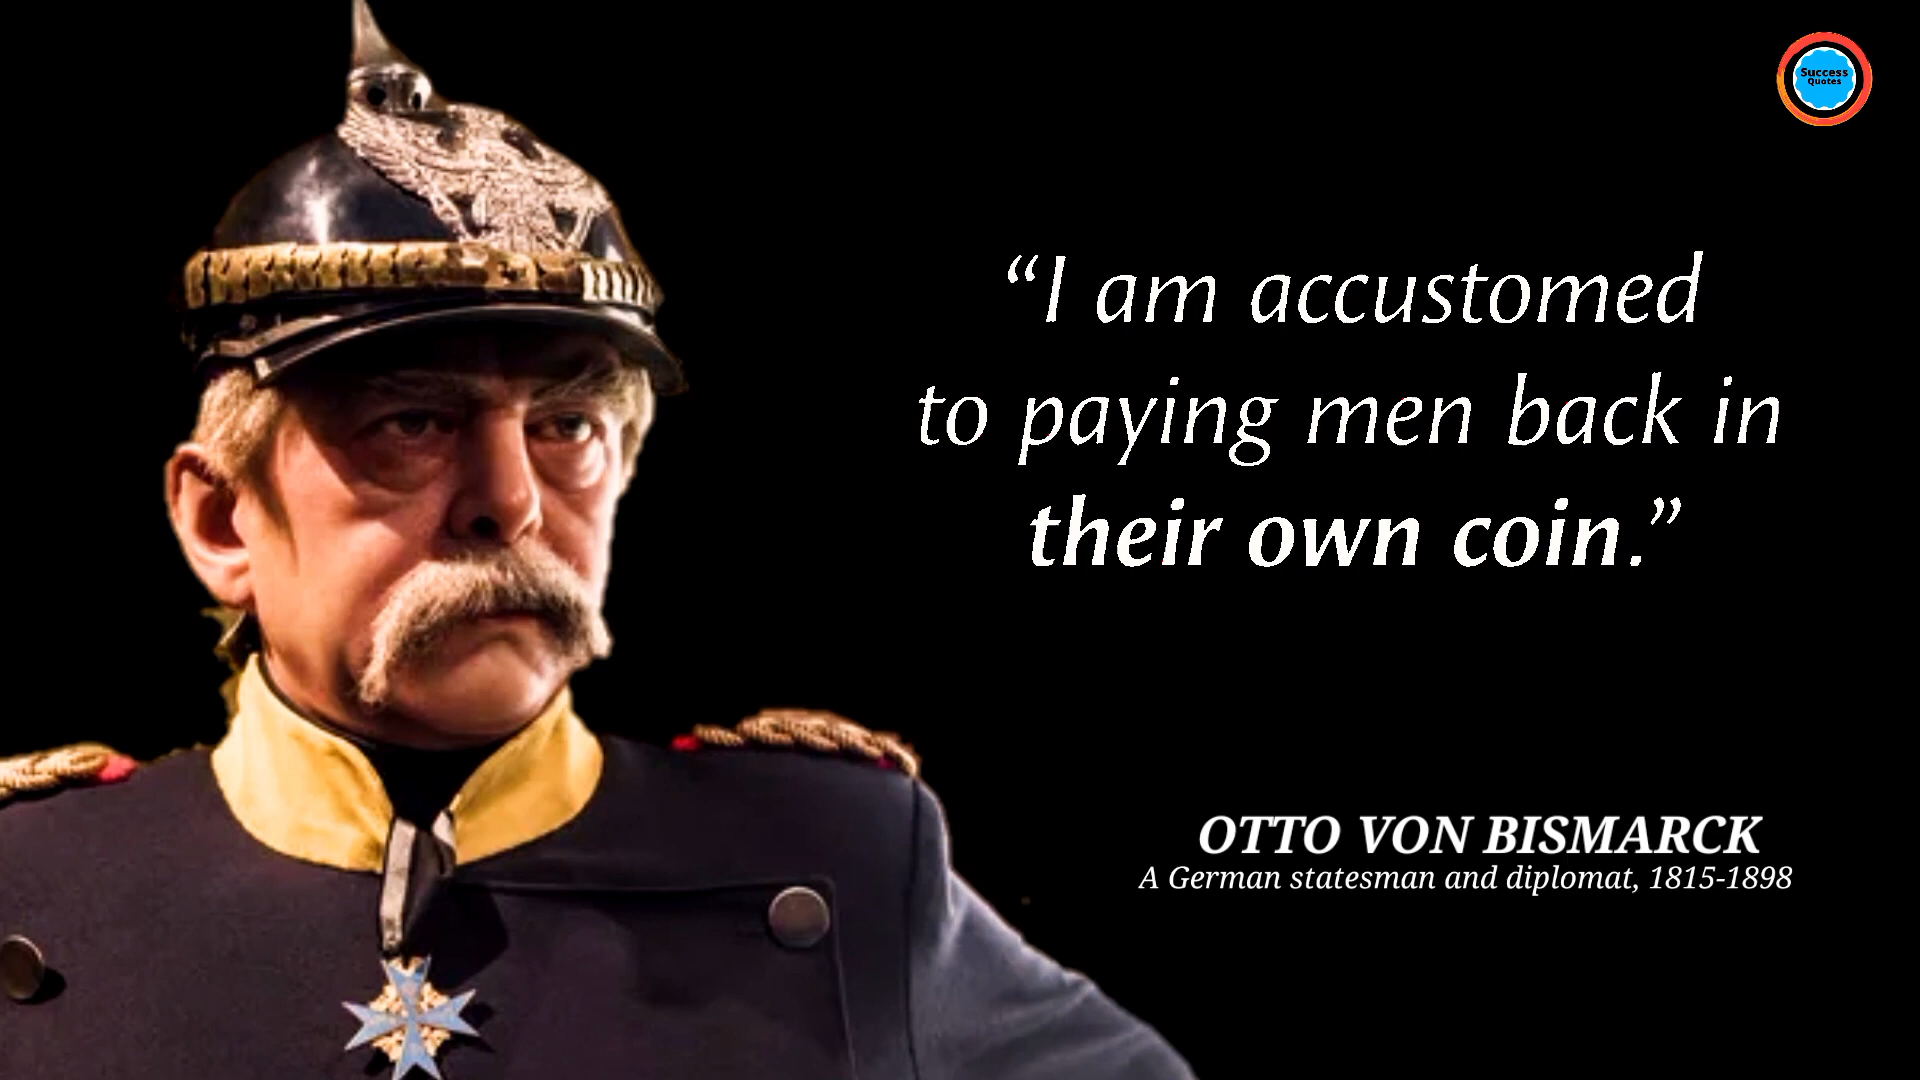 Success
Quotes
“I am accustomed
to paying men back in
their own coin.”
OTTO VON BISMARCK
A German statesman and diplomat, 1815-1898